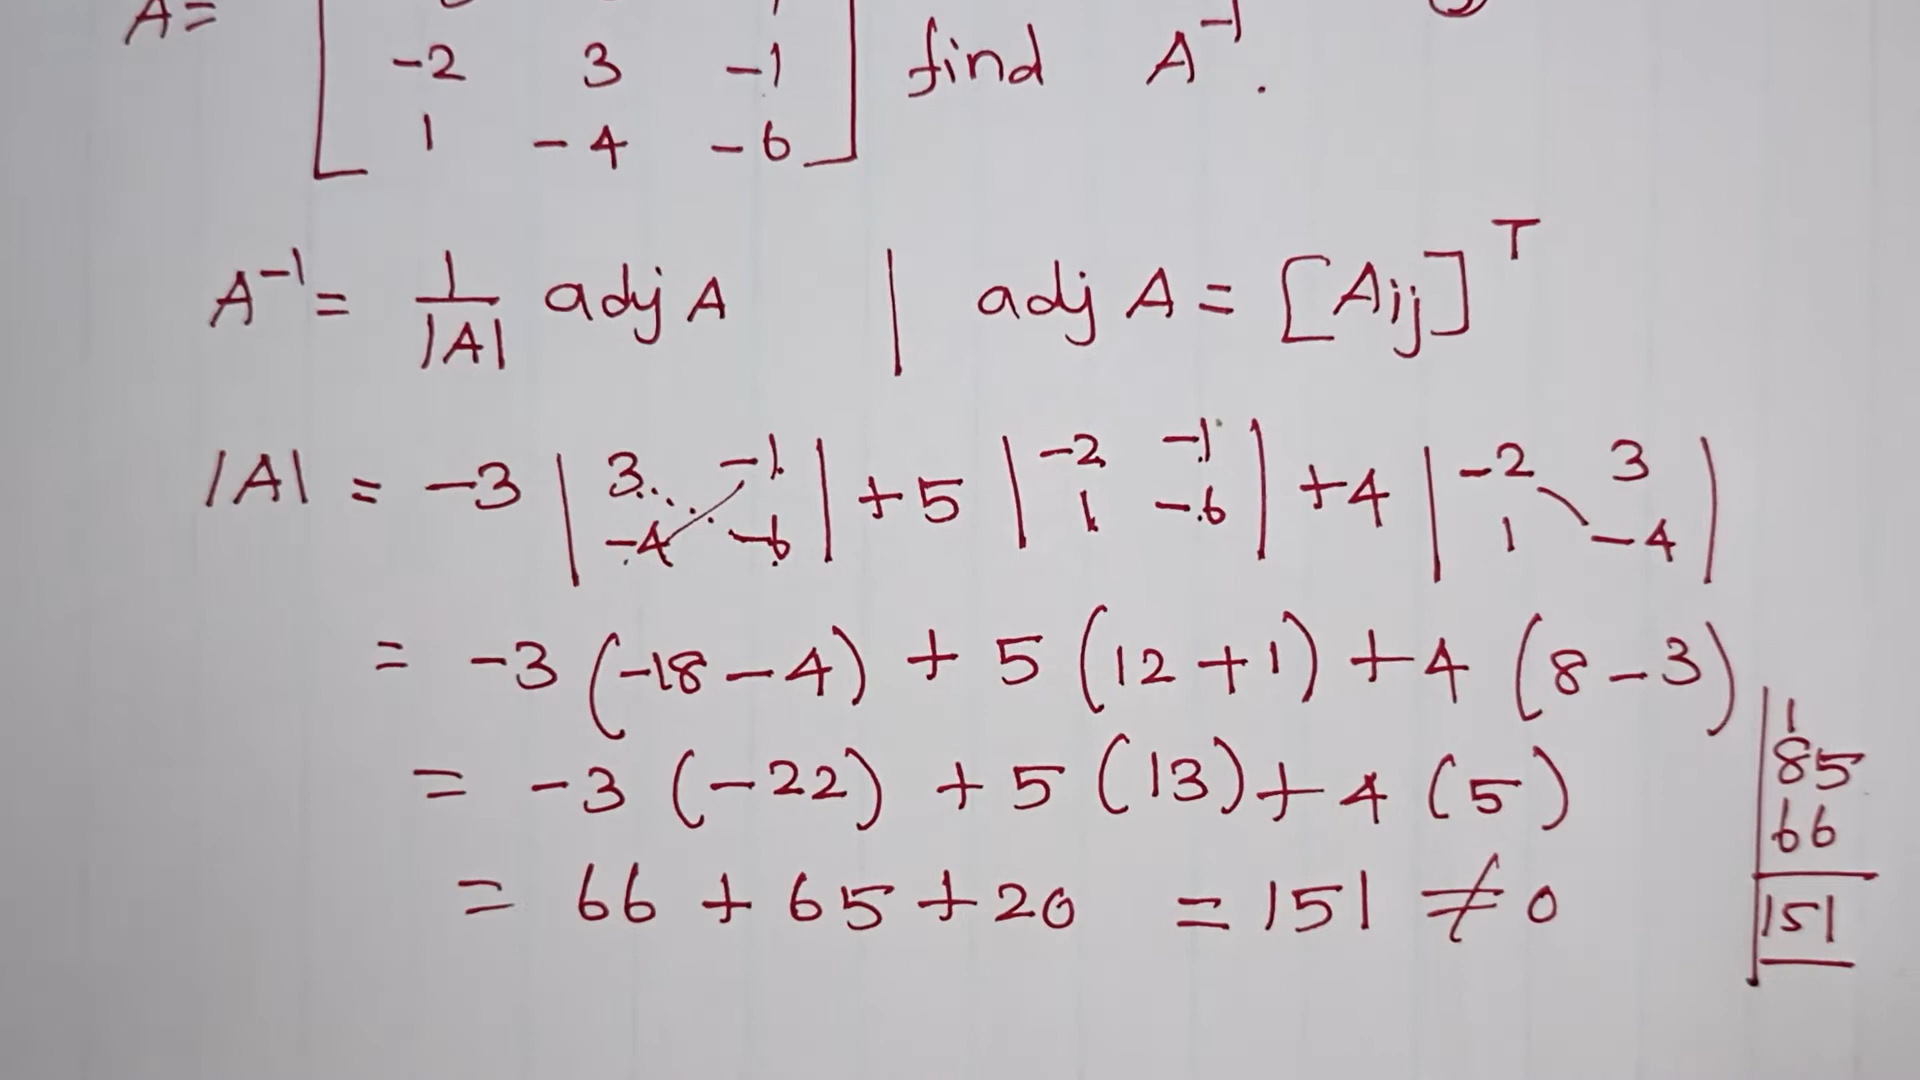 A =
-2 3 -1 find A⁻¹.
1 -4 -6
A⁻¹ = 1/|A| adj A | adj A = [Aij]ᵀ
|A| = -3 | 3 -1 ; -4 -6 | + 5 | -2 -1 ; 1 -6 | + 4 | -2 3 ; 1 -4 |
= -3 (-18 - 4) + 5 (12 + 1) + 4 (8 - 3)
= -3 (-22) + 5 (13) + 4 (5)
= 66 + 65 + 20 = 151 ≠ 0
1
85
66
151